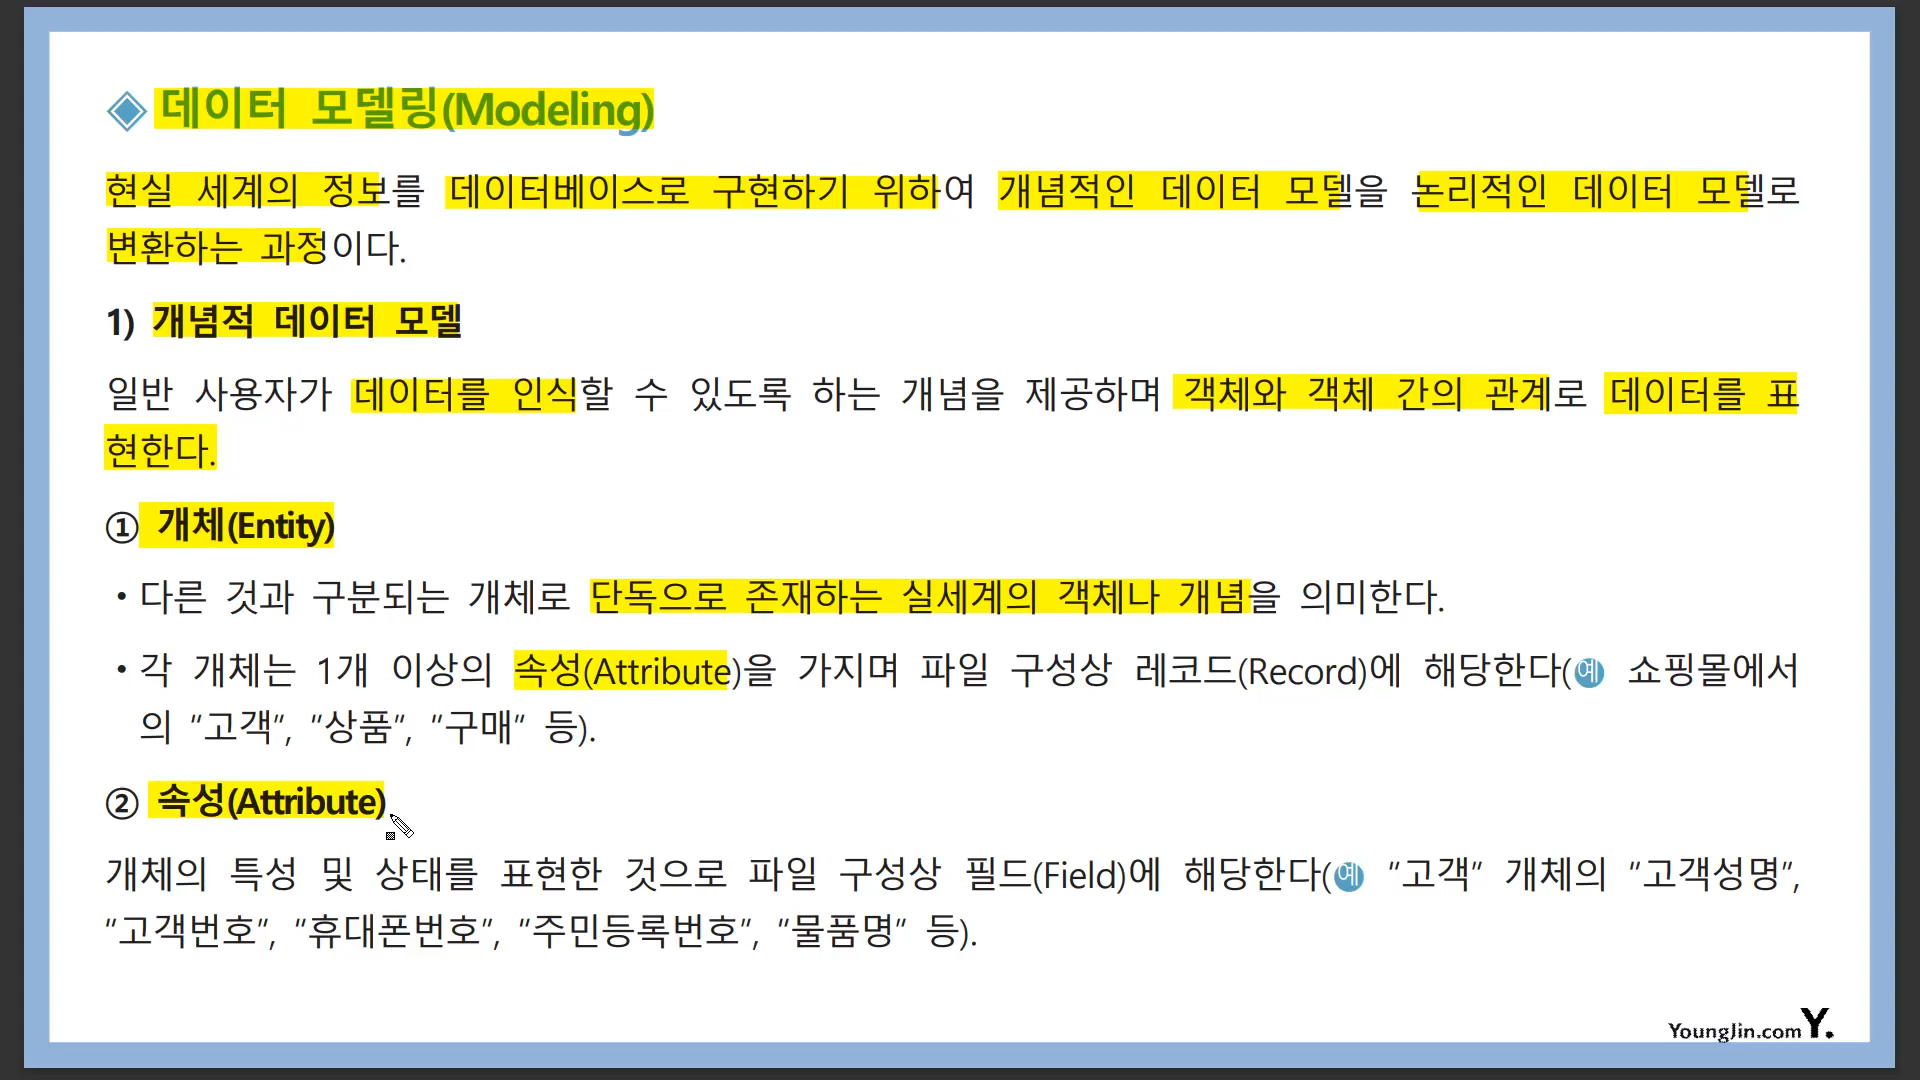 데이터 모델링(Modeling)
현실 세계의 정보를 데이터베이스로 구현하기 위하여 개념적인 데이터 모델을 논리적인 데이터 모델로
변환하는 과정이다.
1) 개념적 데이터 모델
일반 사용자가 데이터를 인식할 수 있도록 하는 개념을 제공하며 객체와 객체 간의 관계로 데이터를 표
현한다.
① 개체(Entity)
• 다른 것과 구분되는 개체로 단독으로 존재하는 실세계의 객체나 개념을 의미한다.
• 각 개체는 1개 이상의 속성(Attribute)을 가지며 파일 구성상 레코드(Record)에 해당한다(예 쇼핑몰에서
의 “고객”, “상품”, “구매” 등).
② 속성(Attribute)
개체의 특성 및 상태를 표현한 것으로 파일 구성상 필드(Field)에 해당한다(예 “고객” 개체의 “고객성명”,
“고객번호”, “휴대폰번호”, “주민등록번호”, “물품명” 등).
YoungJin.com Y.